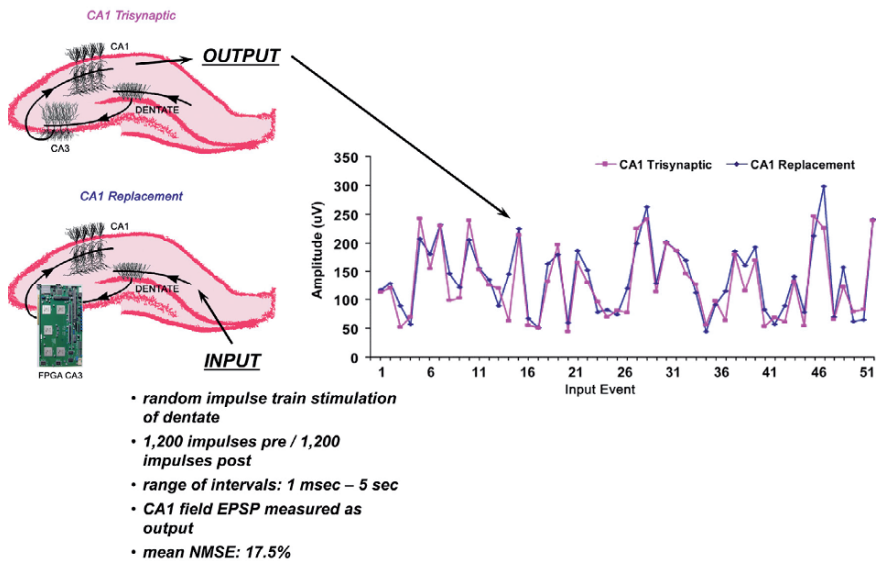 CA1 Trisynaptic
CA1
OUTPUT
DENTATE
CA3
CA1 Replacement
CA1
DENTATE
INPUT
FPGA CA3
• random impulse train stimulation
of dentate
• 1,200 impulses pre / 1,200
impulses post
• range of intervals: 1 msec – 5 sec
• CA1 field EPSP measured as
output
• mean NMSE: 17.5%
CA1 Trisynaptic CA1 Replacement
Amplitude (uV)
350
300
250
200
150
100
50
0
1 6 11 16 21 26 31 36 41 46 51
Input Event